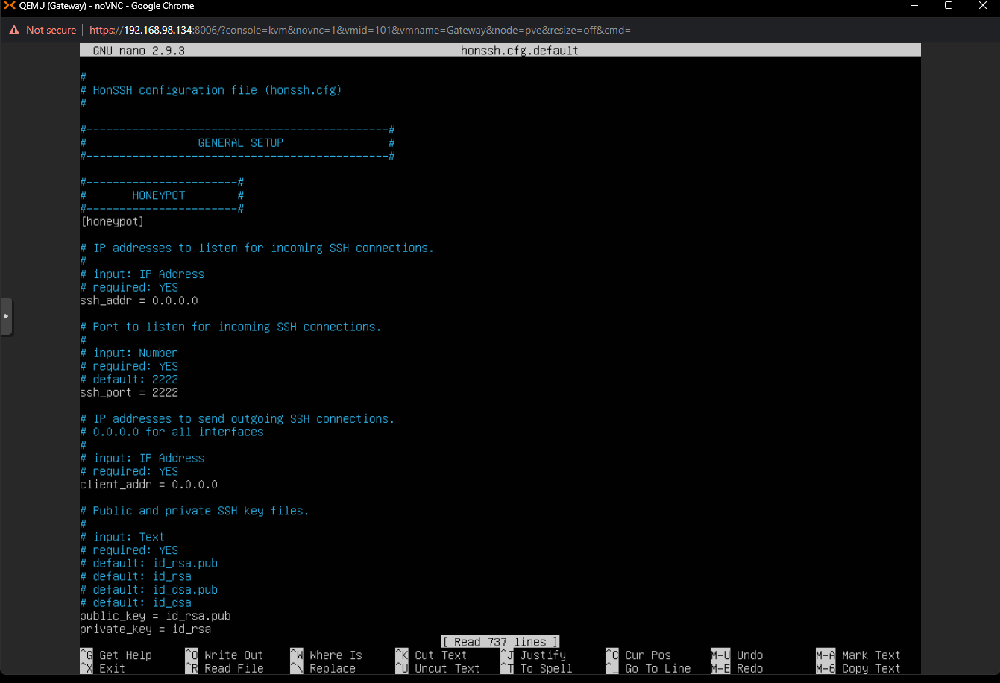 QEMU (Gateway) - noVNC - Google Chrome
Not secure | https://192.168.98.134:8006/?console=kvm&novnc=1&vmid=101&vmname=Gateway&node=pve&resize=off&cmd=
GNU nano 2.9.3 honssh.cfg.default
#
# HonSSH configuration file (honssh.cfg)
#
#----------------------------------------------#
# GENERAL SETUP #
#----------------------------------------------#
#-----------------------#
# HONEYPOT #
#-----------------------#
[honeypot]
# IP addresses to listen for incoming SSH connections.
#
# input: IP Address
# required: YES
ssh_addr = 0.0.0.0
# Port to listen for incoming SSH connections.
#
# input: Number
# required: YES
# default: 2222
ssh_port = 2222
# IP addresses to send outgoing SSH connections.
# 0.0.0.0 for all interfaces
#
# input: IP Address
# required: YES
client_addr = 0.0.0.0
# Public and private SSH key files.
#
# input: Text
# required: YES
# default: id_rsa.pub
# default: id_rsa
# default: id_dsa.pub
# default: id_dsa
public_key = id_rsa.pub
private_key = id_rsa
[ Read 737 lines ]
^G Get Help ^O Write Out ^W Where Is ^K Cut Text ^J Justify ^C Cur Pos M-U Undo M-A Mark Text
^X Exit ^R Read File ^\ Replace ^U Uncut Text ^T To Spell ^_ Go To Line M-E Redo M-6 Copy Text